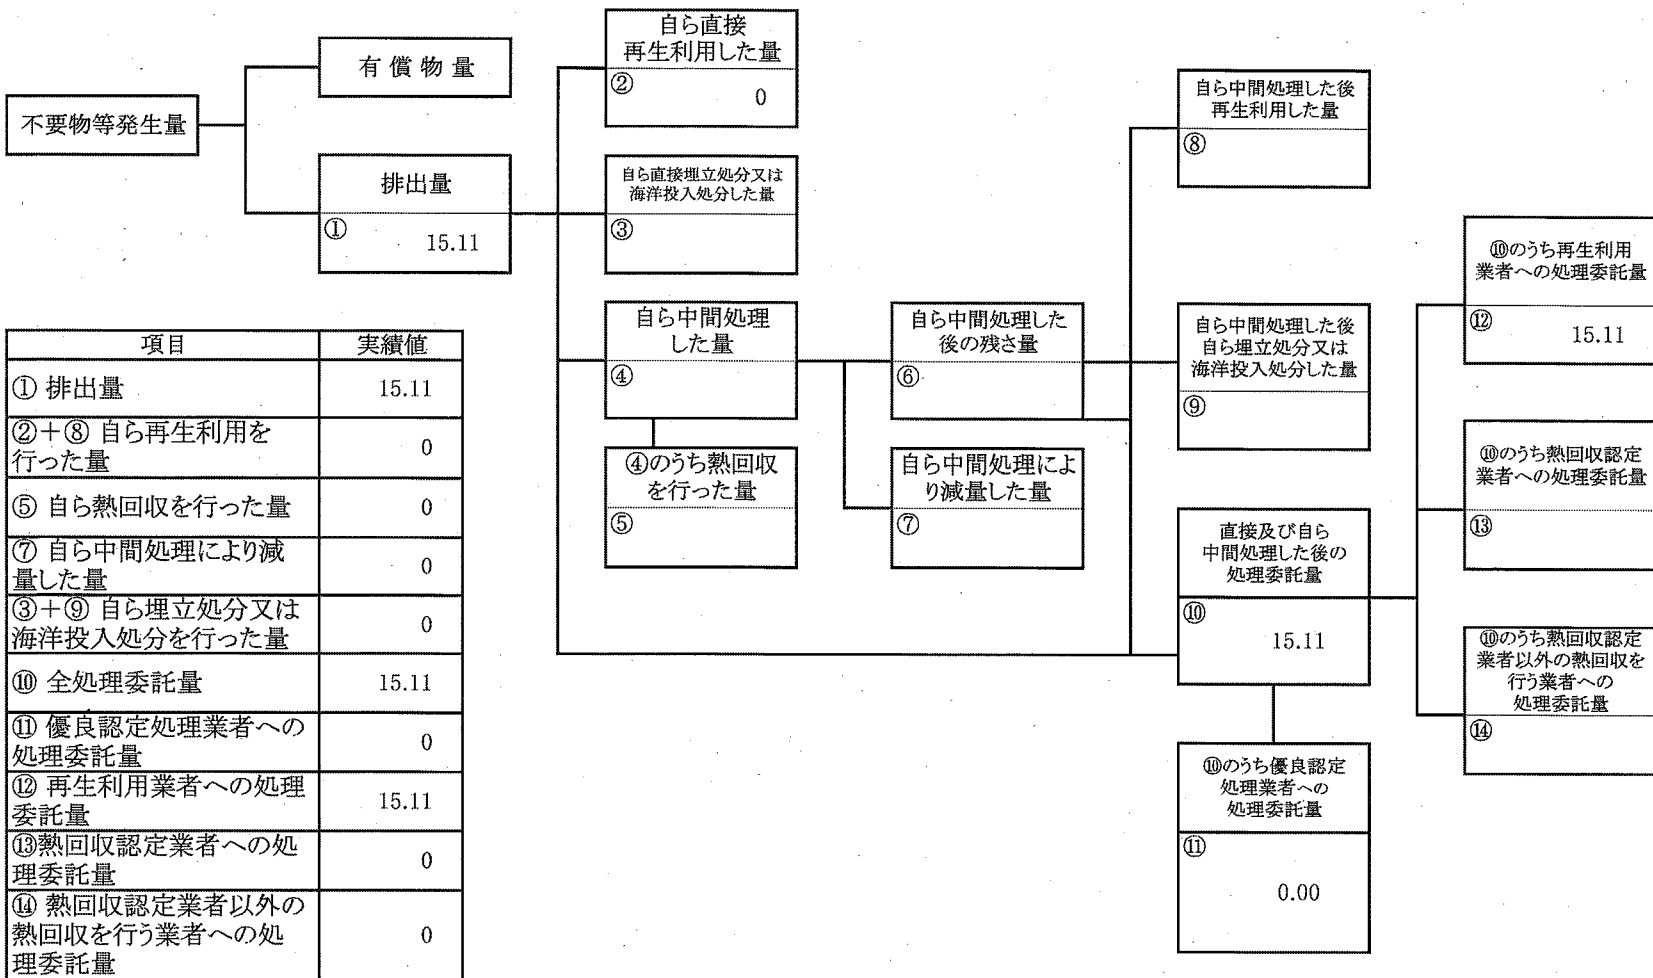 不要物等発生量
有償物量
排出量
①
15.11
自ら直接
再生利用した量
②
0
自ら直接埋立処分又は
海洋投入処分した量
③
自ら中間処理
した量
④
④のうち熱回収
を行った量
⑤
自ら中間処理した
後の残さ量
⑥
自ら中間処理によ
り減量した量
⑦
自ら中間処理した後
再生利用した量
⑧
自ら中間処理した後
自ら埋立処分又は
海洋投入処分した量
⑨
直接及び自ら
中間処理した後の
処理委託量
⑩
15.11
⑩のうち優良認定
処理業者への
処理委託量
⑪
0.00
⑩のうち再生利用
業者への処理委託量
⑫
15.11
⑩のうち熱回収認定
業者への処理委託量
⑬
⑩のうち熱回収認定
業者以外の熱回収を
行う業者への
処理委託量
⑭
項目 実績値
① 排出量 15.11
②+⑧ 自ら再生利用を
行った量 0
⑤ 自ら熱回収を行った量 0
⑦ 自ら中間処理により減
量した量 0
③+⑨ 自ら埋立処分又は
海洋投入処分を行った量 0
⑩ 全処理委託量 15.11
⑪ 優良認定処理業者への
処理委託量 0
⑫ 再生利用業者への処理
委託量 15.11
⑬熱回収認定業者への処
理委託量 0
⑭ 熱回収認定業者以外の
熱回収を行う業者への処
理委託量 0